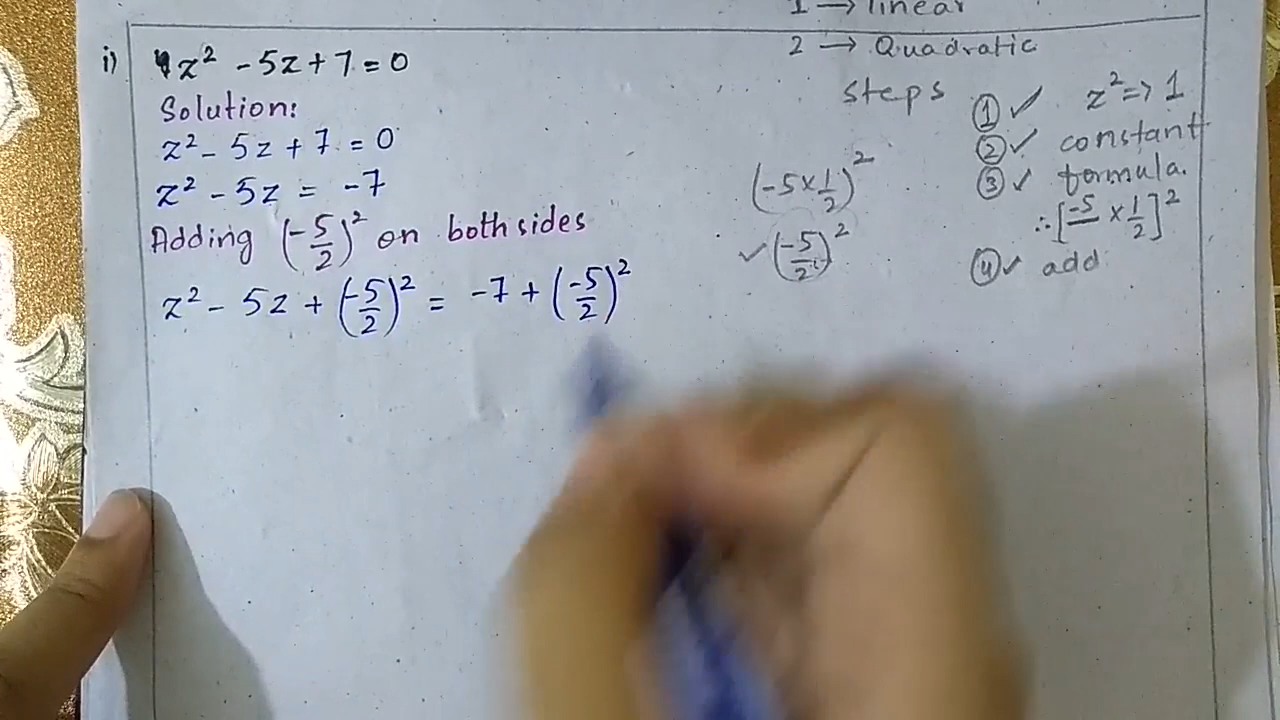 1 → linear
2 → Quadratic
i) z² - 5z + 7 = 0
Solution:
z² - 5z + 7 = 0
z² - 5z = -7
Adding (-5/2)² on both sides
z² - 5z + (-5/2)² = -7 + (-5/2)²
steps
① ✓ z² => 1
② ✓ constant
③ ✓ formula.
∴ [-5/ × 1/2]²
④ ✓ add
(-5 × 1/2)²
✓ (-5/2)²